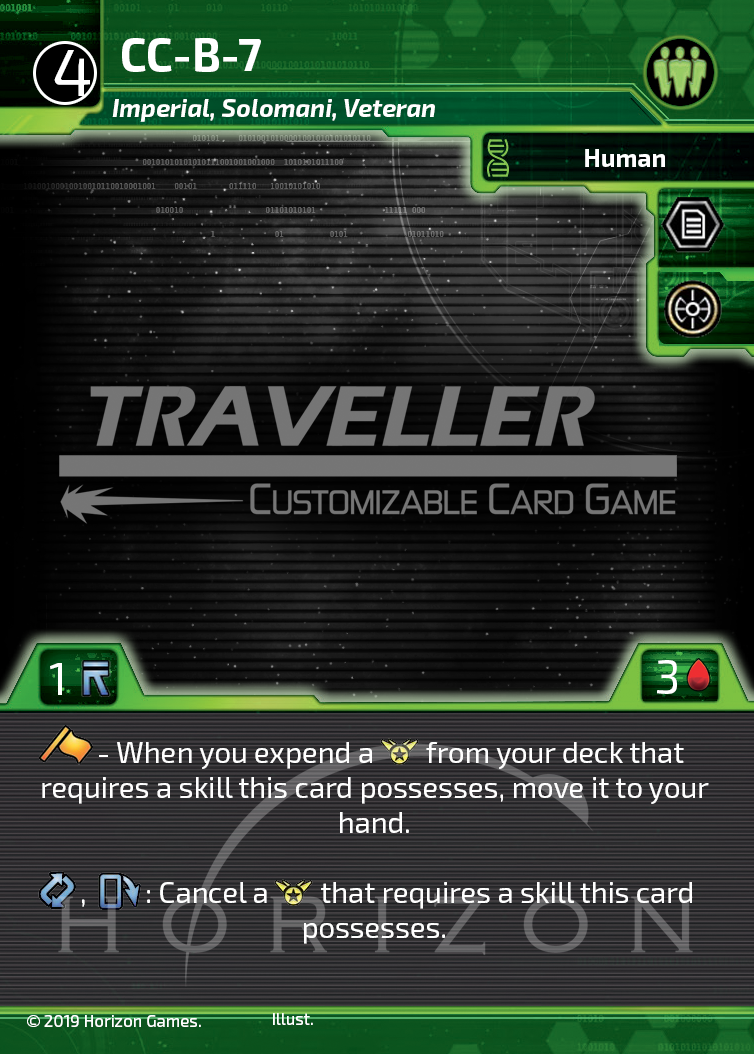 4
CC-B-7
Imperial, Solomani, Veteran
Human
TRAVELLER
CUSTOMIZABLE CARD GAME
1
3
- When you expend a from your deck that
requires a skill this card possesses, move it to your
hand.
, : Cancel a that requires a skill this card
possesses.
HORIZON
© 2019 Horizon Games.
Illust.